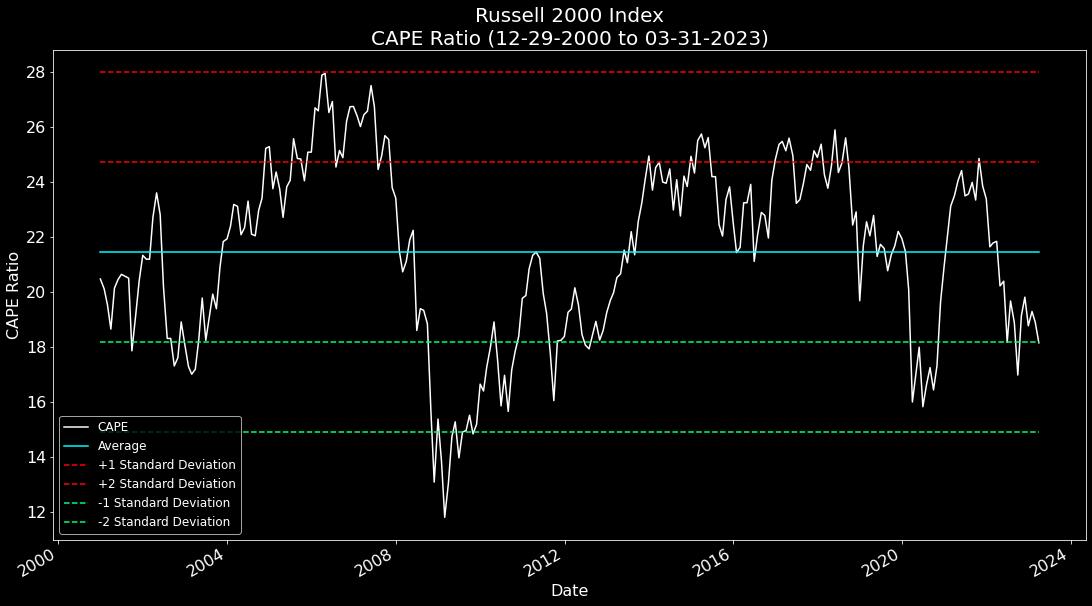 Russell 2000 Index
CAPE Ratio (12-29-2000 to 03-31-2023)
28
26
24
22
20
18
16
14
12
CAPE Ratio
CAPE
Average
+1 Standard Deviation
+2 Standard Deviation
-1 Standard Deviation
-2 Standard Deviation
2000
2004
2008
2012
2016
2020
2024
Date